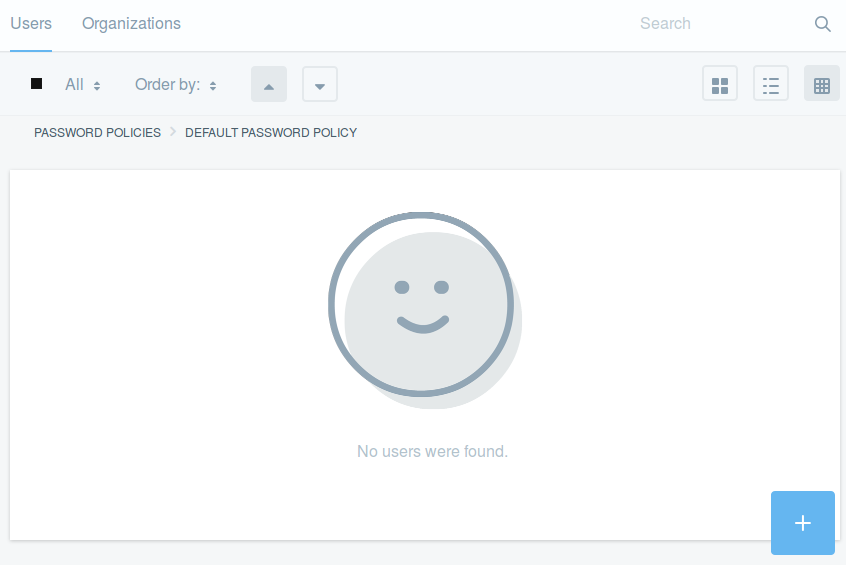 Users Organizations Search
All Order by:
PASSWORD POLICIES DEFAULT PASSWORD POLICY
No users were found.